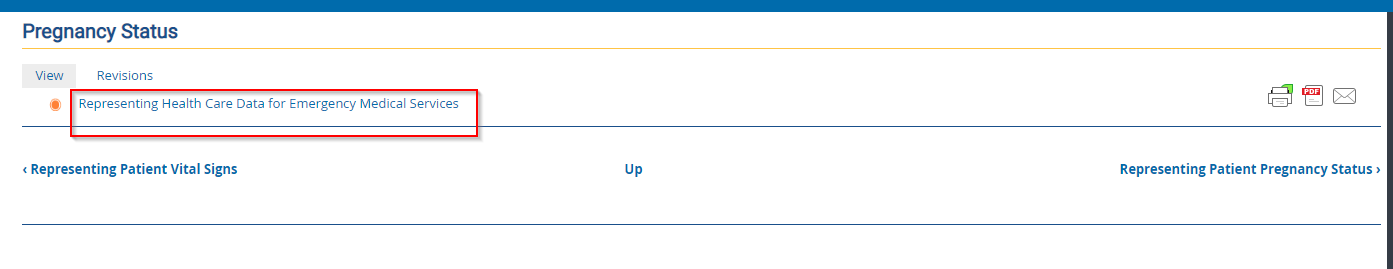 Pregnancy Status
View Revisions
Representing Health Care Data for Emergency Medical Services
PDF
‹ Representing Patient Vital Signs Up Representing Patient Pregnancy Status ›